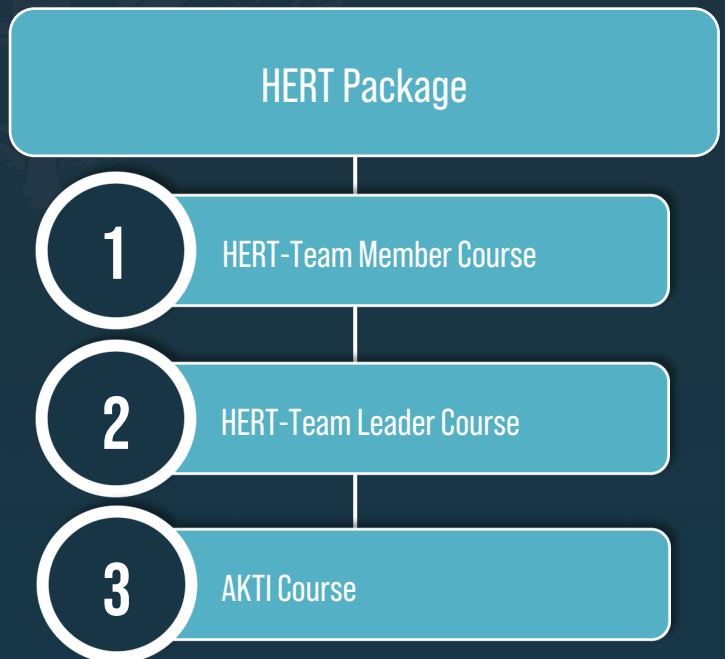 HERT Package
1
HERT-Team Member Course
2
HERT-Team Leader Course
3
AKTI Course